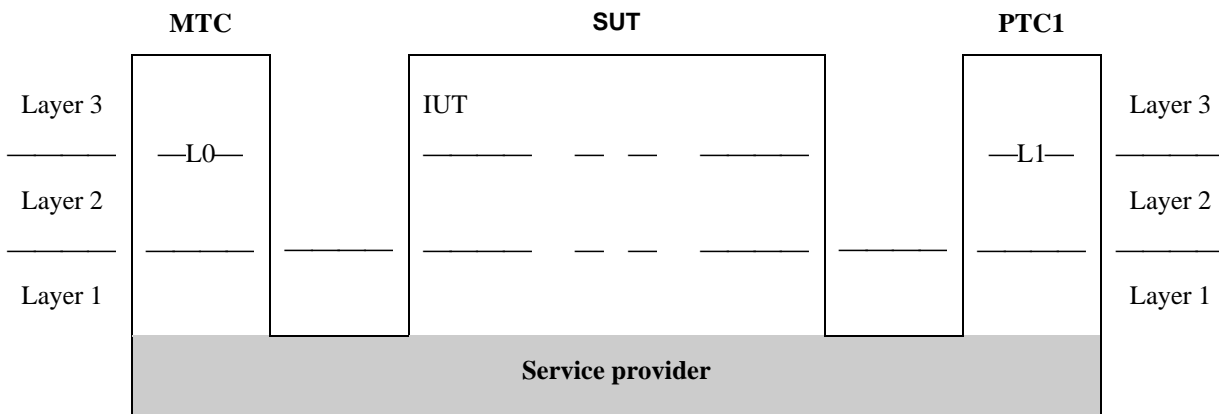 MTC SUT PTC1
Layer 3 IUT Layer 3
L0 L1
Layer 2 Layer 2
Layer 1 Layer 1
Service provider